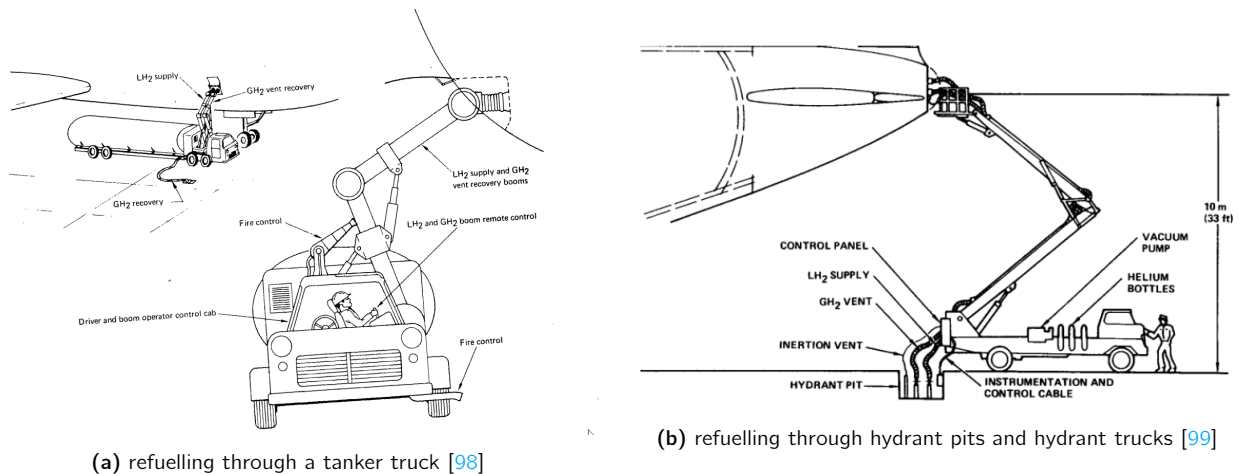 LH2 supply
GH2 vent recovery
GH2 recovery
LH2 supply and GH2
vent recovery booms
Fire control
LH2 and GH2 boom remote control
Driver and boom operator control cab
Fire control
(a) refuelling through a tanker truck [98]
10 m
(33 ft)
CONTROL PANEL
LH2 SUPPLY
GH2 VENT
INERTION VENT
HYDRANT PIT
VACUUM
PUMP
HELIUM
BOTTLES
INSTRUMENTATION AND
CONTROL CABLE
(b) refuelling through hydrant pits and hydrant trucks [99]